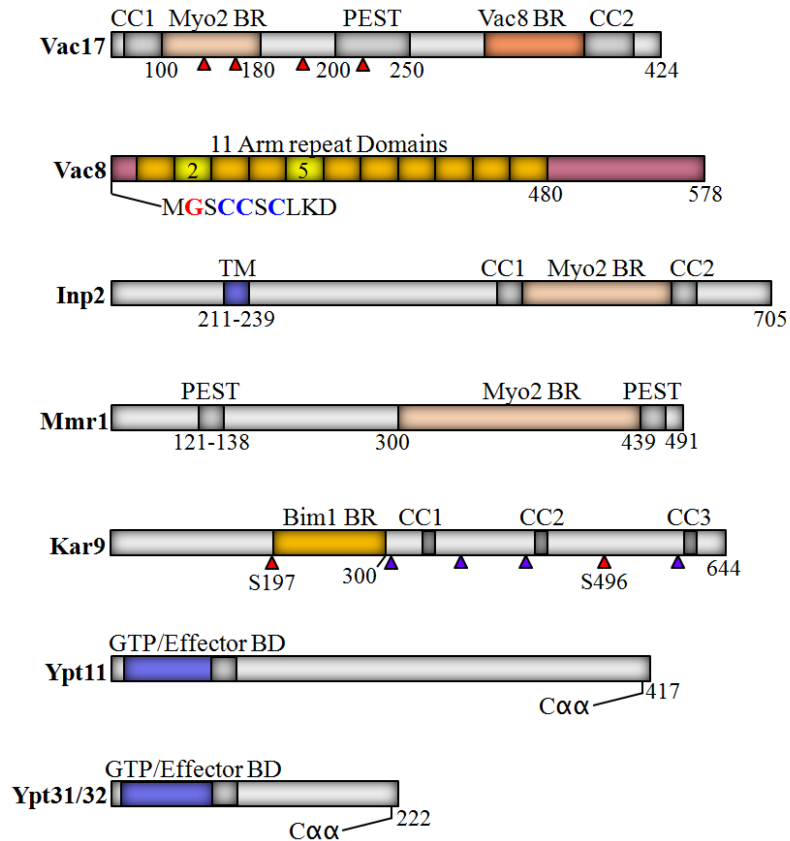 CC1 Myo2 BR PEST Vac8 BR CC2
Vac17
100 180 200 250 424
11 Arm repeat Domains
Vac8 2 5
480 578
MGSCCSCLKD
TM CC1 Myo2 BR CC2
Inp2
211-239 705
PEST Myo2 BR PEST
Mmr1
121-138 300 439 491
Bim1 BR CC1 CC2 CC3
Kar9
S197 300 S496 644
GTP/Effector BD
Ypt11
417
Cαα
GTP/Effector BD
Ypt31/32
222
Cαα